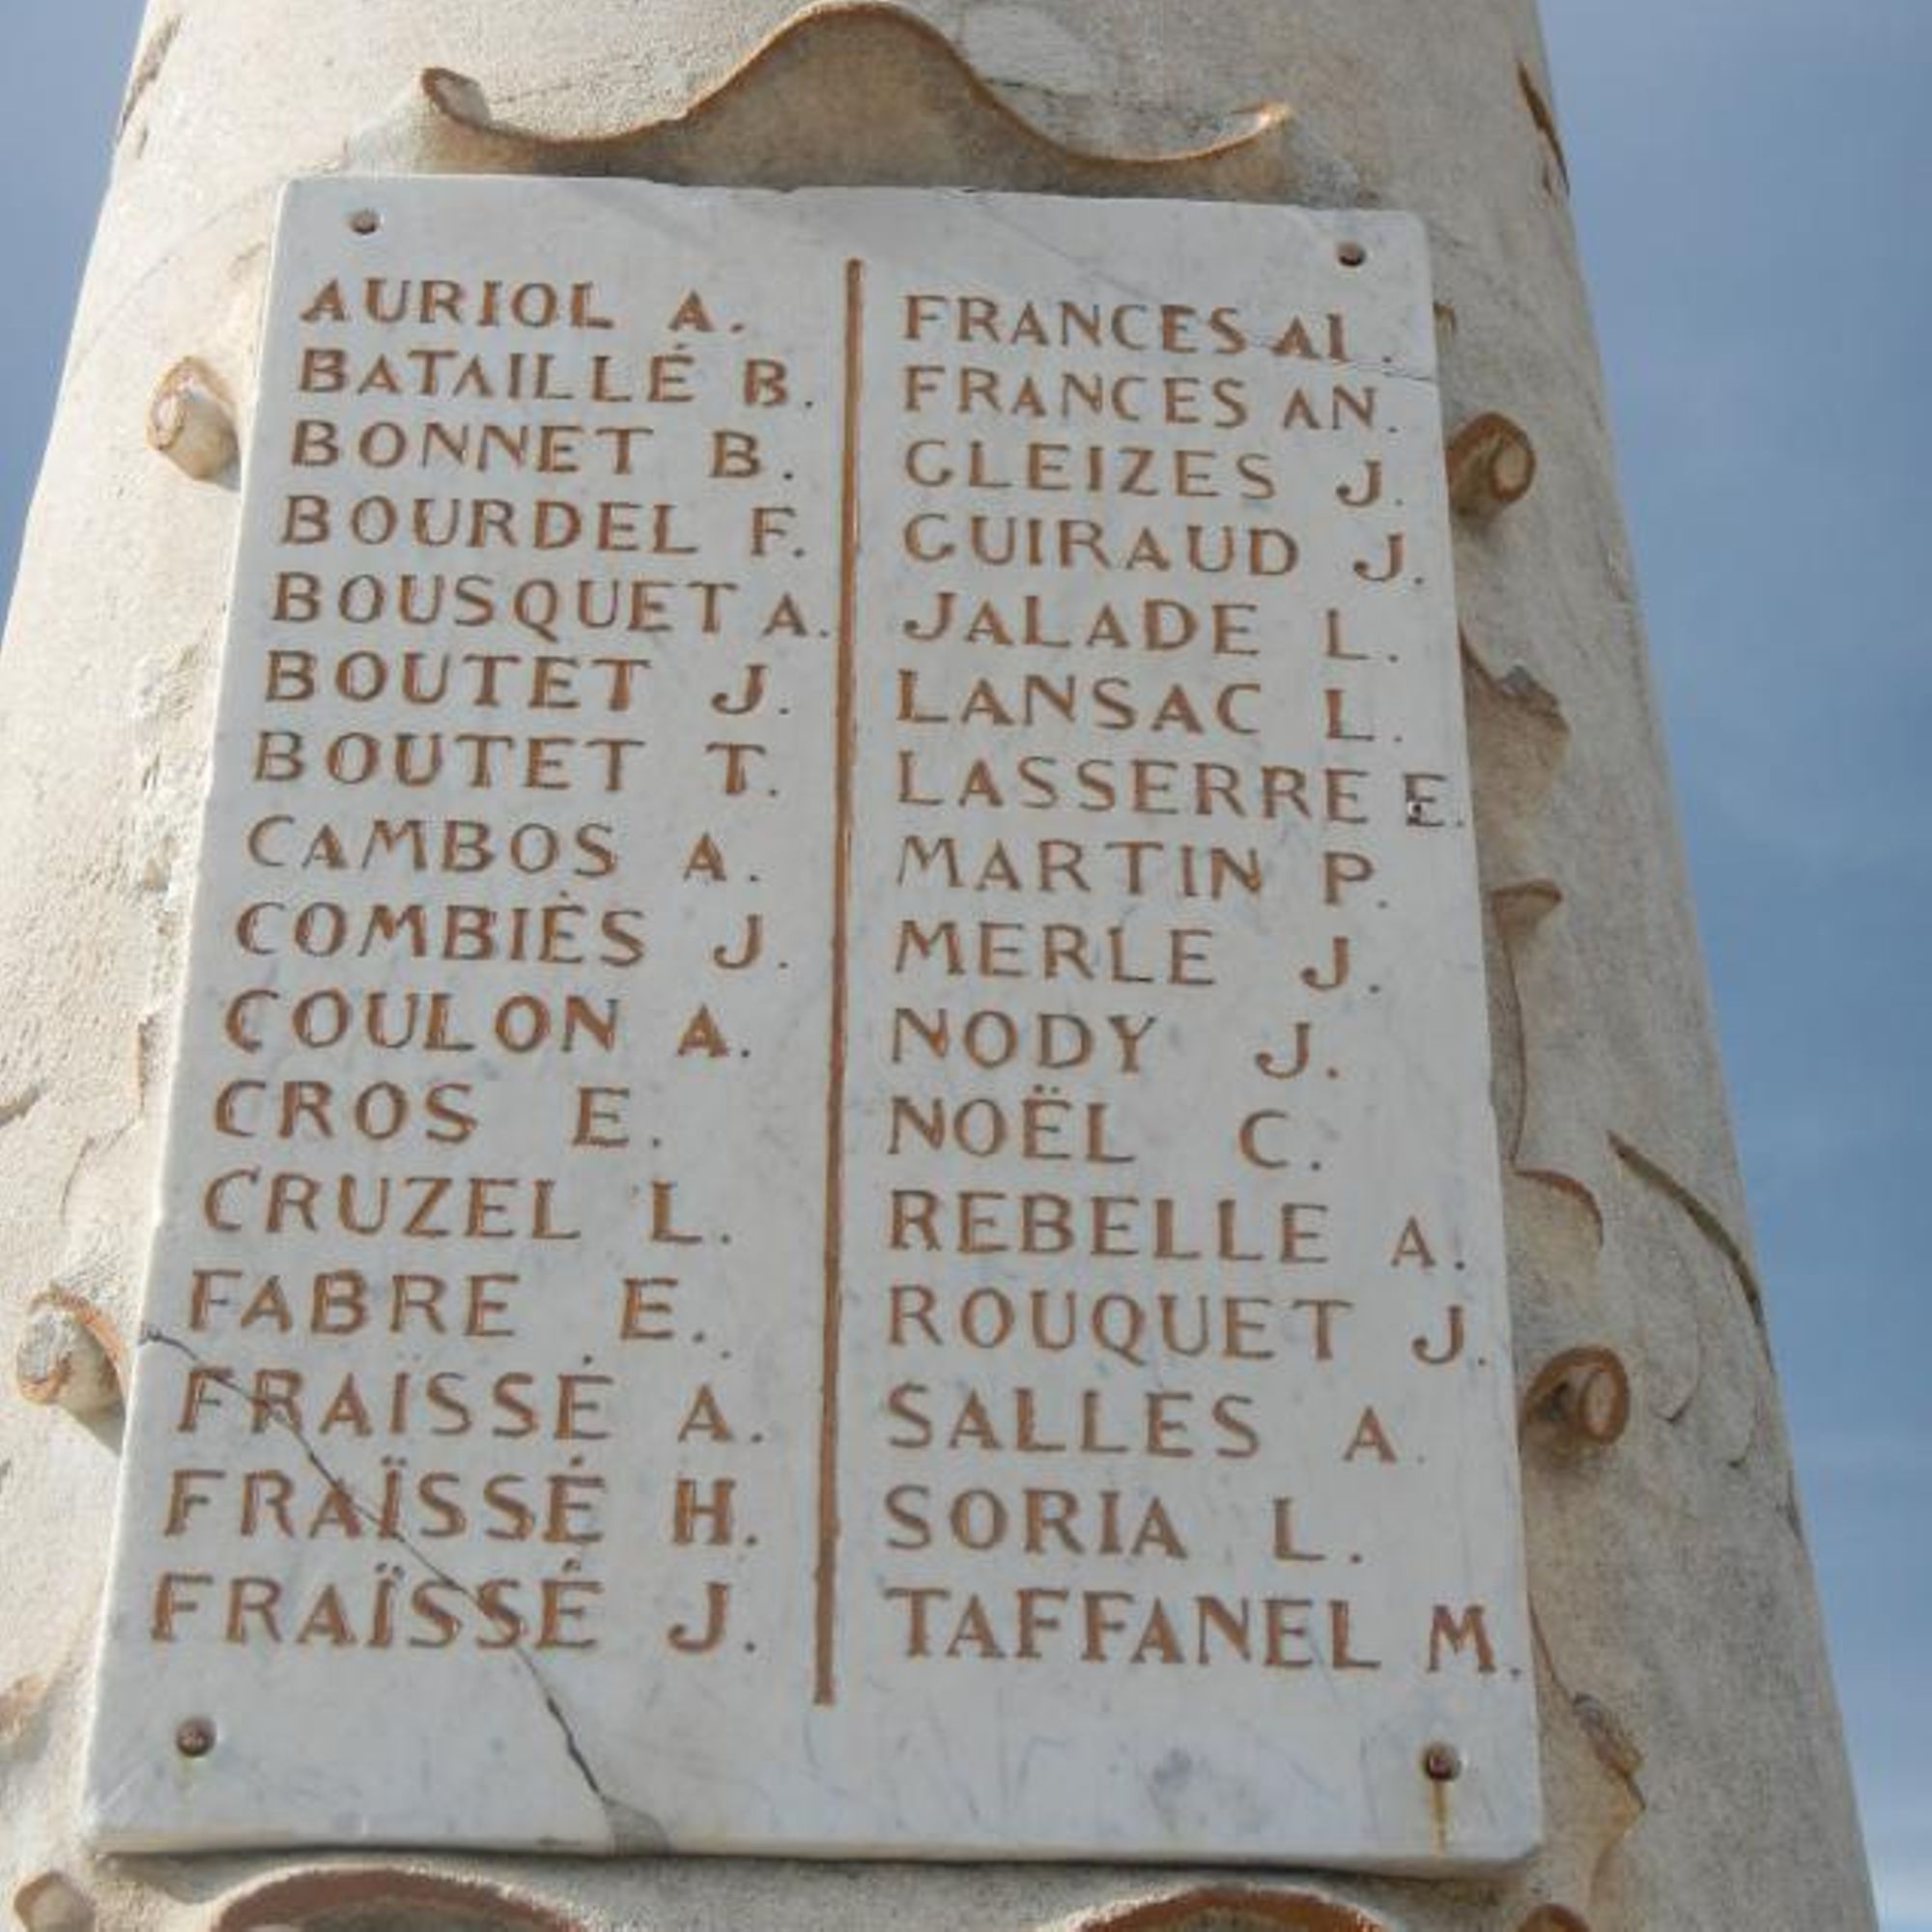 AURIOL A.
BATAILLÉ B.
BONNET B.
BOURDEL F.
BOUSQUET A.
BOUTET J.
BOUTET T.
CAMBOS A.
COMBIÈS J.
COULON A.
CROS E.
CRUZEL L.
FABRE E.
FRAISSÉ A.
FRAÏSSÉ H.
FRAÏSSÉ J.
FRANCES Al.
FRANCES AN.
GLEIZES J.
GUIRAUD J.
JALADE L.
LANSAC L.
LASSERRE E.
MARTIN P.
MERLE J.
NODY J.
NOËL C.
REBELLE A.
ROUQUET J.
SALLES A.
SORIA L.
TAFFANEL M.